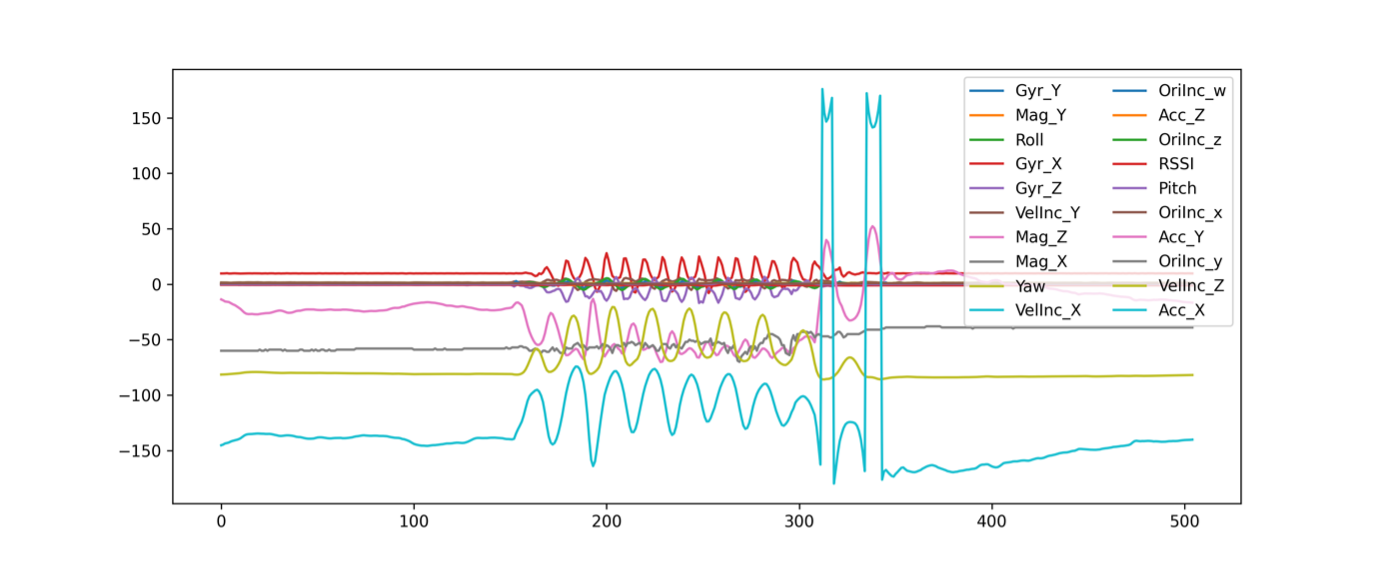 150
100
50
0
−50
−100
−150
0 100 200 300 400 500
Gyr_Y OriInc_w
Mag_Y Acc_Z
Roll OriInc_z
Gyr_X RSSI
Gyr_Z Pitch
VelInc_Y OriInc_x
Mag_Z Acc_Y
Mag_X OriInc_y
Yaw VelInc_Z
VelInc_X Acc_X